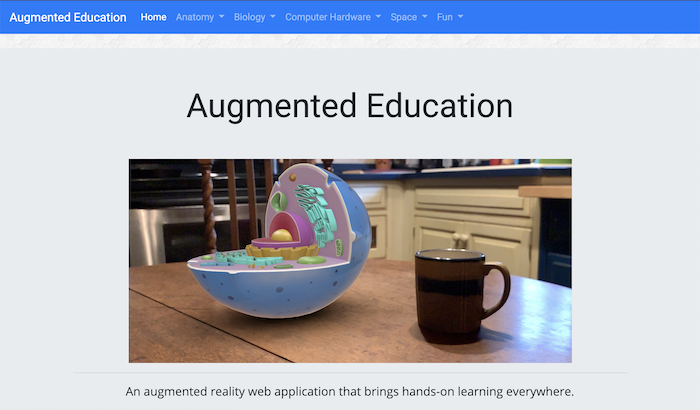 Augmented Education Home Anatomy Biology Computer Hardware Space Fun
Augmented Education
An augmented reality web application that brings hands-on learning everywhere.